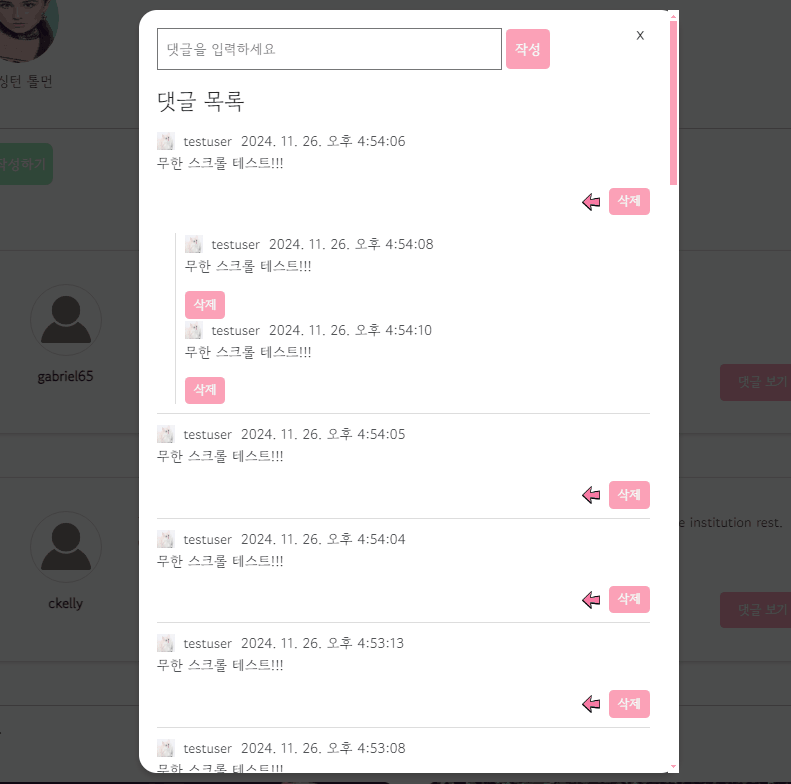 싱턴 톨먼
작성하기
gabriel65
댓글 보기
e institution rest.
ckelly
댓글 보기
댓글을 입력하세요
작성
X
댓글 목록
testuser 2024. 11. 26. 오후 4:54:06
무한 스크롤 테스트!!!
삭제
testuser 2024. 11. 26. 오후 4:54:08
무한 스크롤 테스트!!!
삭제
testuser 2024. 11. 26. 오후 4:54:10
무한 스크롤 테스트!!!
삭제
testuser 2024. 11. 26. 오후 4:54:05
무한 스크롤 테스트!!!
삭제
testuser 2024. 11. 26. 오후 4:54:04
무한 스크롤 테스트!!!
삭제
testuser 2024. 11. 26. 오후 4:53:13
무한 스크롤 테스트!!!
삭제
testuser 2024. 11. 26. 오후 4:53:08
무한 스크롤 테스트!!!